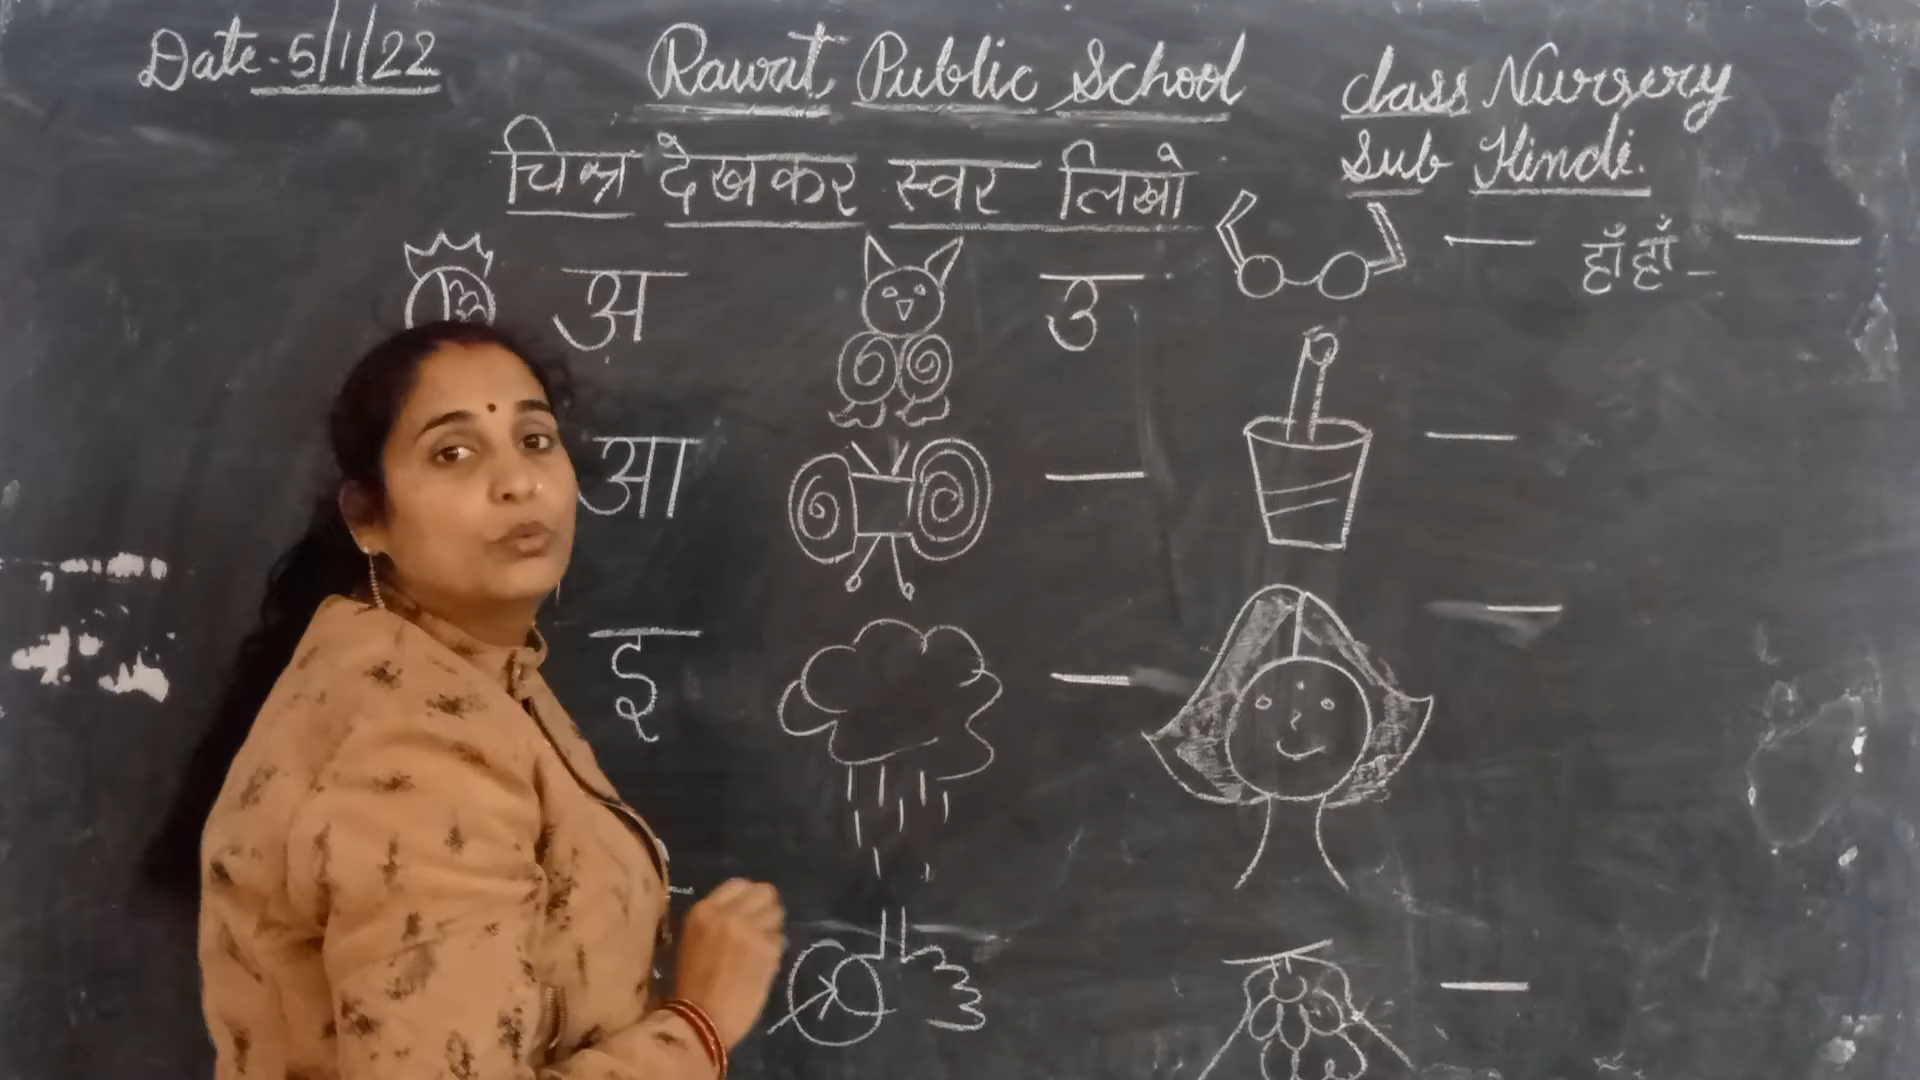 Date-5/1/22
Rawat Public School
class Nursery
Sub Hindi.
चित्र देखकर स्वर लिखो
अ
उ
हाँ हाँ -
आ
इ